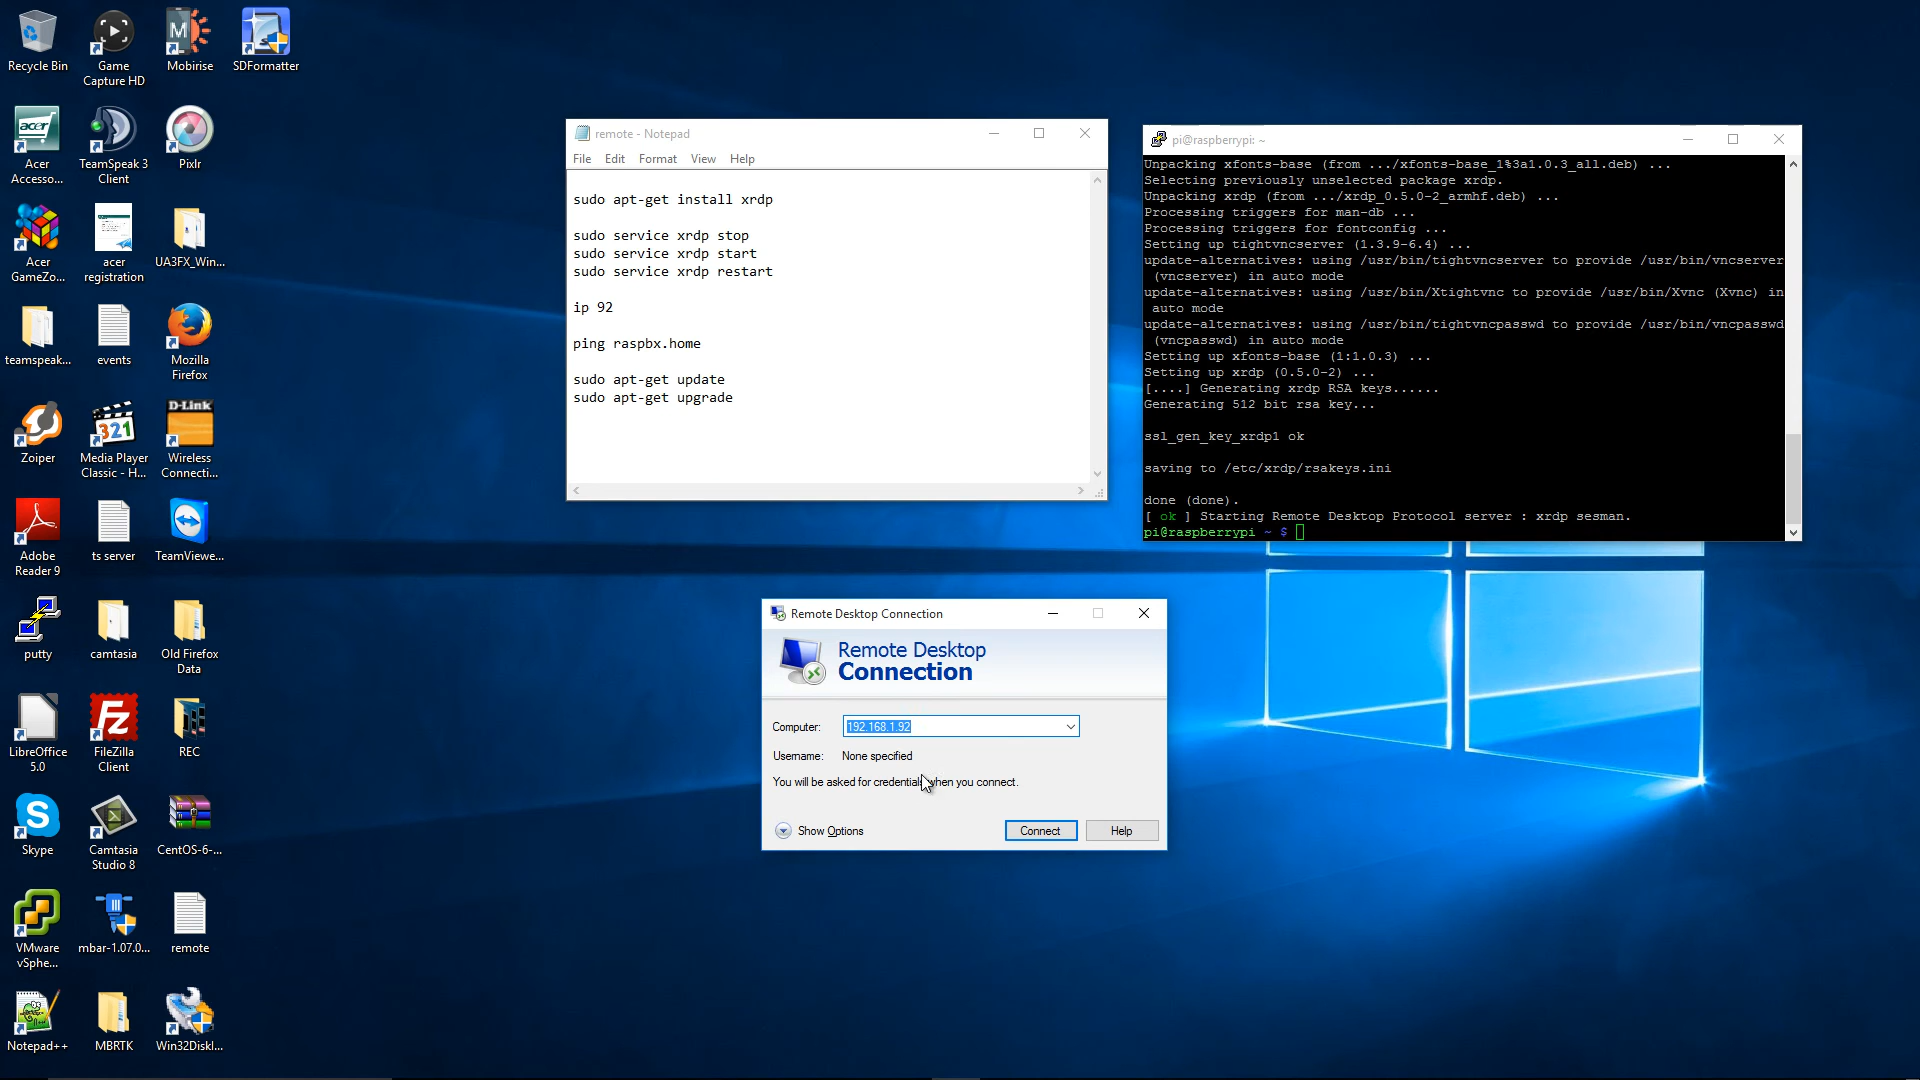 Recycle Bin
Game
Capture HD
Mobirise
SDFormatter
acer
Acer
Accesso...
TeamSpeak 3
Client
Pixlr
Acer
GameZo...
acer
registration
UA3FX_Win...
teamspeak...
events
Mozilla
Firefox
Zoiper
321
Media Player
Classic - H...
D-Link
Wireless
Connecti...
Adobe
Reader 9
ts server
TeamViewe...
putty
camtasia
Old Firefox
Data
LibreOffice
5.0
Fz
FileZilla
Client
REC
Skype
Camtasia
Studio 8
CentOS-6-...
VMware
vSphe...
mbar-1.07.0...
remote
Notepad++
MBRTK
Win32DiskI...
remote - Notepad
File Edit Format View Help
sudo apt-get install xrdp
sudo service xrdp stop
sudo service xrdp start
sudo service xrdp restart
ip 92
ping raspbx.home
sudo apt-get update
sudo apt-get upgrade
pi@raspberrypi: ~
Unpacking xfonts-base (from .../xfonts-base_1%3a1.0.3_all.deb) ...
Selecting previously unselected package xrdp.
Unpacking xrdp (from .../xrdp_0.5.0-2_armhf.deb) ...
Processing triggers for man-db ...
Processing triggers for fontconfig ...
Setting up tightvncserver (1.3.9-6.4) ...
update-alternatives: using /usr/bin/tightvncserver to provide /usr/bin/vncserver
(vncserver) in auto mode
update-alternatives: using /usr/bin/Xtightvnc to provide /usr/bin/Xvnc (Xvnc) in
auto mode
update-alternatives: using /usr/bin/tightvncpasswd to provide /usr/bin/vncpasswd
(vncpasswd) in auto mode
Setting up xfonts-base (1:1.0.3) ...
Setting up xrdp (0.5.0-2) ...
[....] Generating xrdp RSA keys......
Generating 512 bit rsa key...
ssl_gen_key_xrdp1 ok
saving to /etc/xrdp/rsakeys.ini
done (done).
[ ok ] Starting Remote Desktop Protocol server : xrdp sesman.
pi@raspberrypi ~ $
Remote Desktop Connection
Remote Desktop
Connection
Computer: 192.168.1.92
Username: None specified
You will be asked for credentials when you connect.
Show Options
Connect
Help